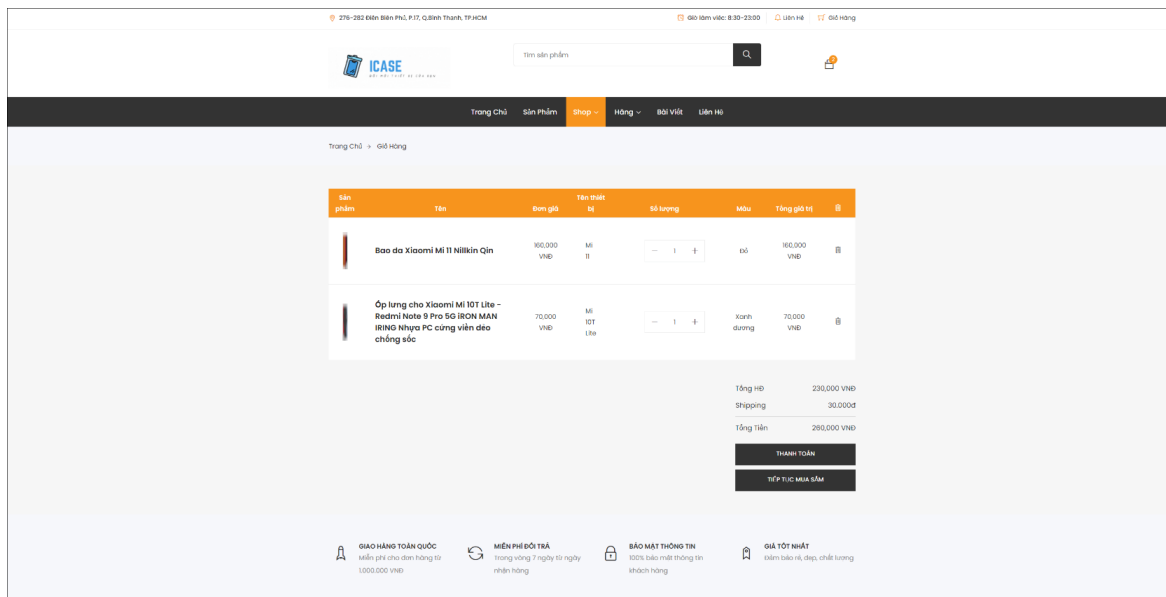 276-282 Điện Biên Phủ, P.17, Q.Bình Thạnh, TP.HCM
Giờ làm việc: 8:30-23:00 Liên Hệ Giỏ Hàng
ICASE
Tìm sản phẩm
2
Trang Chủ Sản Phẩm Shop Hãng Bài Viết Liên Hệ
Trang Chủ → Giỏ Hàng
Sản phẩm Tên Đơn giá Tên thiết bị Số lượng Màu Tổng giá trị
Bao da Xiaomi Mi 11 Nillkin Qin 160,000 VNĐ Mi 11 − 1 + Đỏ 160,000 VNĐ
Ốp lưng cho Xiaomi Mi 10T Lite -
Redmi Note 9 Pro 5G iRON MAN
IRING Nhựa PC cứng viền dẻo
chống sốc
70,000 VNĐ Mi 10T Lite − 1 + Xanh dương 70,000 VNĐ
Tổng HĐ 230,000 VNĐ
Shipping 30.000đ
Tổng Tiền 260,000 VNĐ
THANH TOÁN
TIẾP TỤC MUA SẮM
GIAO HÀNG TOÀN QUỐC
Miễn phí cho đơn hàng từ
1.000.000 VNĐ
MIỄN PHÍ ĐỔI TRẢ
Trong vòng 7 ngày từ ngày
nhận hàng
BẢO MẬT THÔNG TIN
100% bảo mật thông tin
khách hàng
GIÁ TỐT NHẤT
Đảm bảo rẻ, đẹp, chất lượng